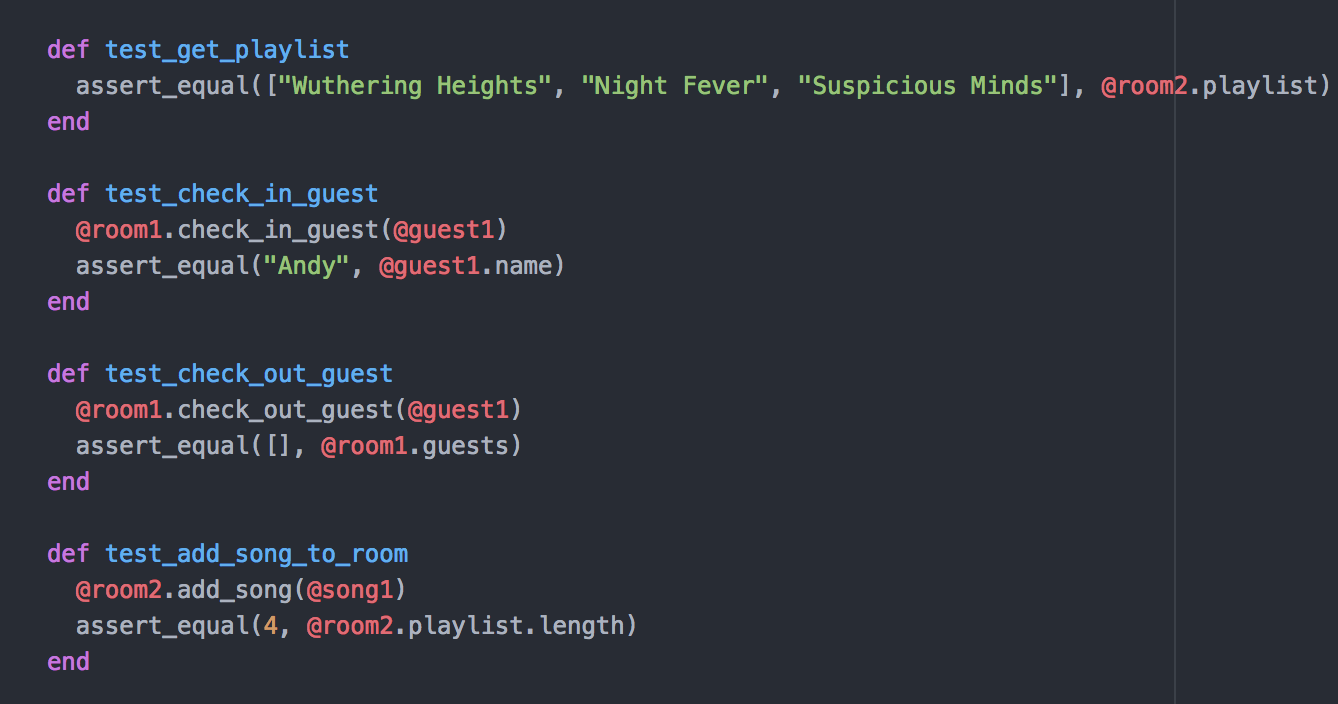 def test_get_playlist
  assert_equal(["Wuthering Heights", "Night Fever", "Suspicious Minds"], @room2.playlist)
end

def test_check_in_guest
  @room1.check_in_guest(@guest1)
  assert_equal("Andy", @guest1.name)
end

def test_check_out_guest
  @room1.check_out_guest(@guest1)
  assert_equal([], @room1.guests)
end

def test_add_song_to_room
  @room2.add_song(@song1)
  assert_equal(4, @room2.playlist.length)
end